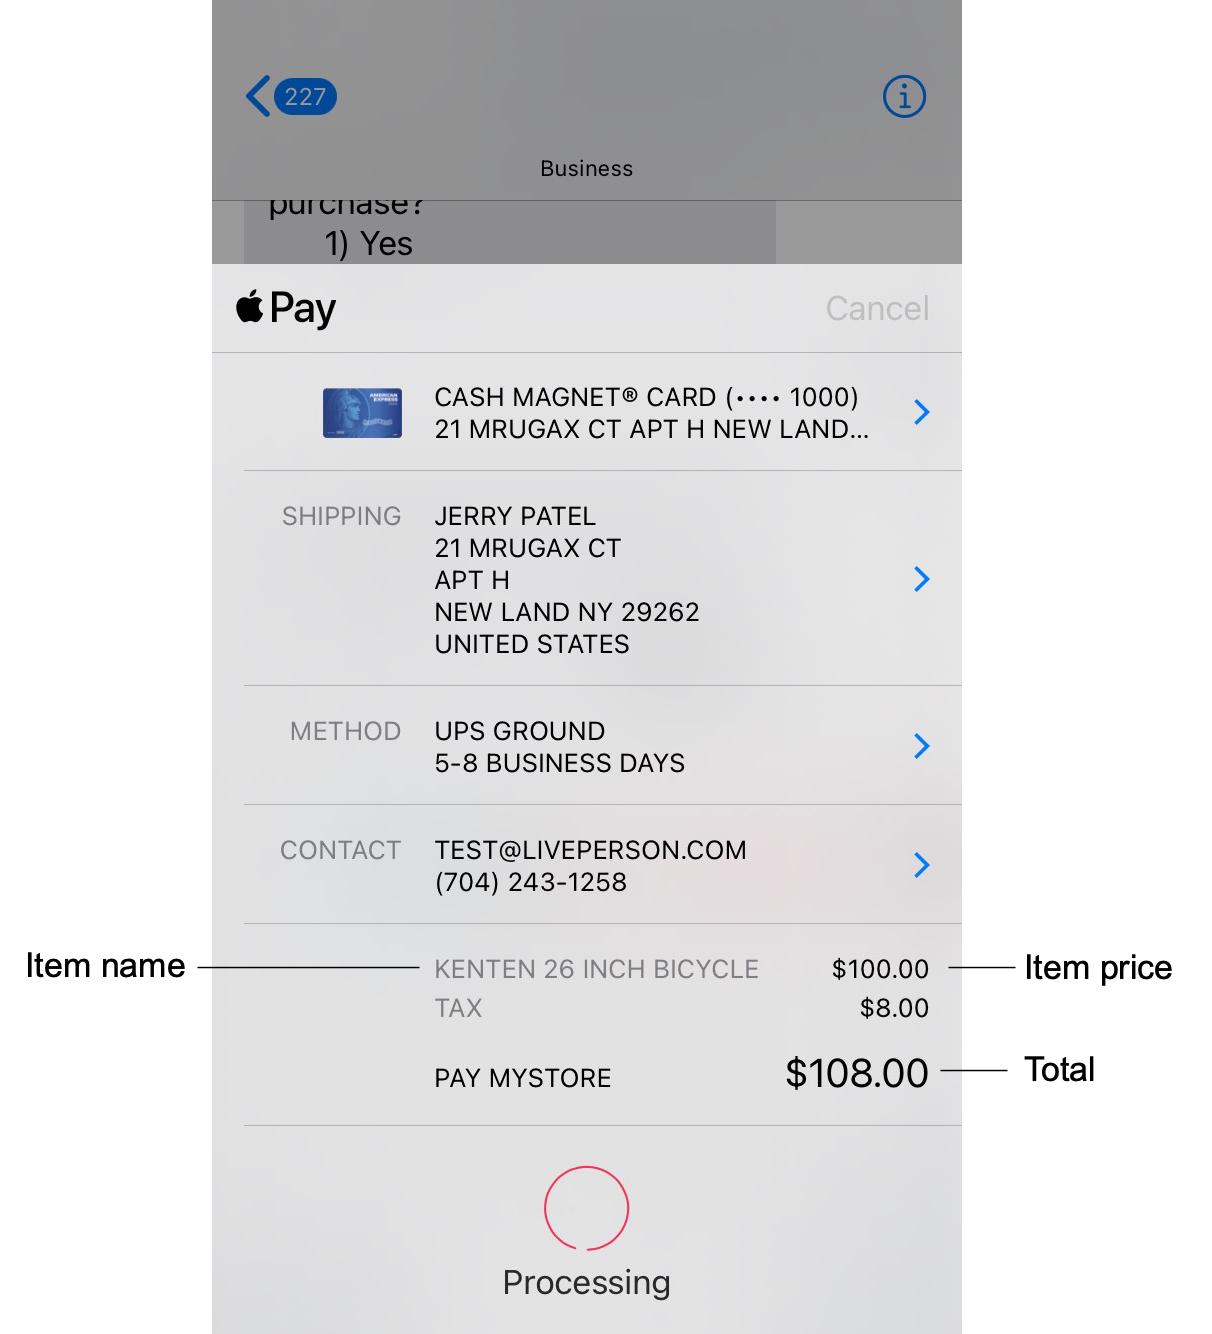 227
Business
purchase?
1) Yes
Pay
Cancel
AMERICAN
EXPRESS
CASH MAGNET® CARD (•••• 1000)
21 MRUGAX CT APT H NEW LAND...
SHIPPING
JERRY PATEL
21 MRUGAX CT
APT H
NEW LAND NY 29262
UNITED STATES
METHOD
UPS GROUND
5-8 BUSINESS DAYS
CONTACT
TEST@LIVEPERSON.COM
(704) 243-1258
Item name
KENTEN 26 INCH BICYCLE $100.00
Item price
TAX $8.00
PAY MYSTORE $108.00
Total
Processing